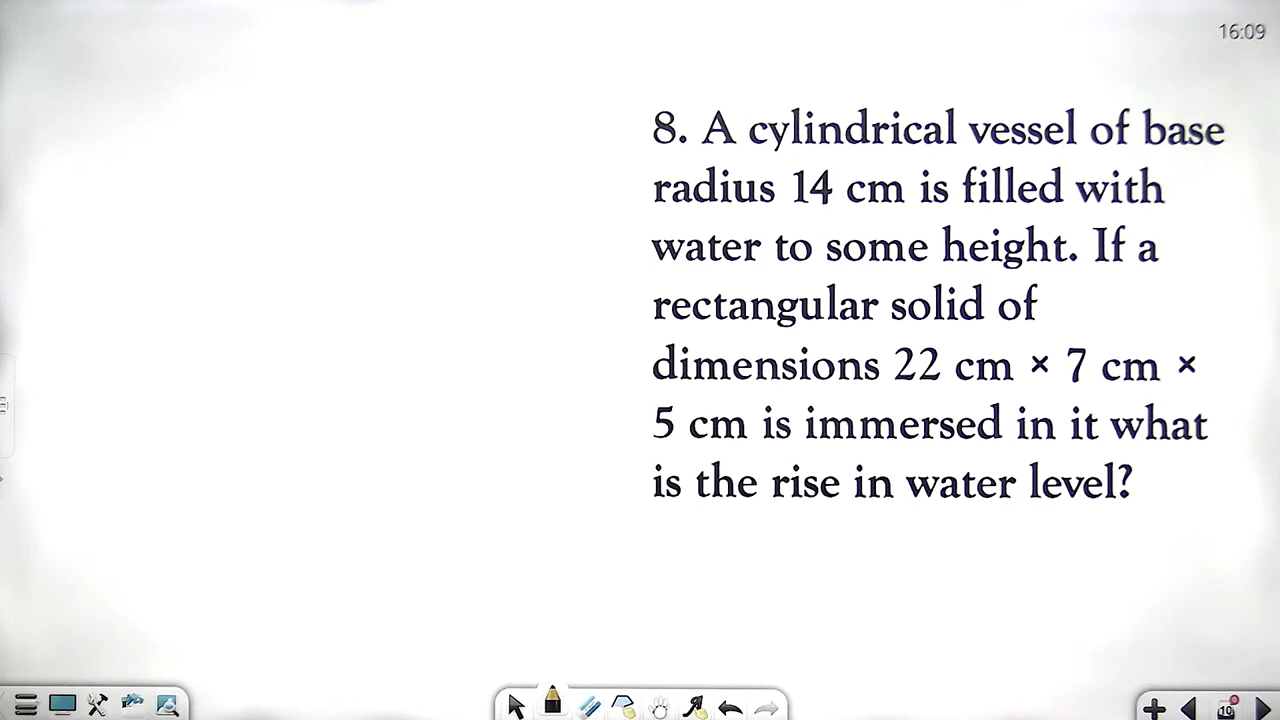 16:09
8. A cylindrical vessel of base
radius 14 cm is filled with
water to some height. If a
rectangular solid of
dimensions 22 cm × 7 cm ×
5 cm is immersed in it what
is the rise in water level?
10